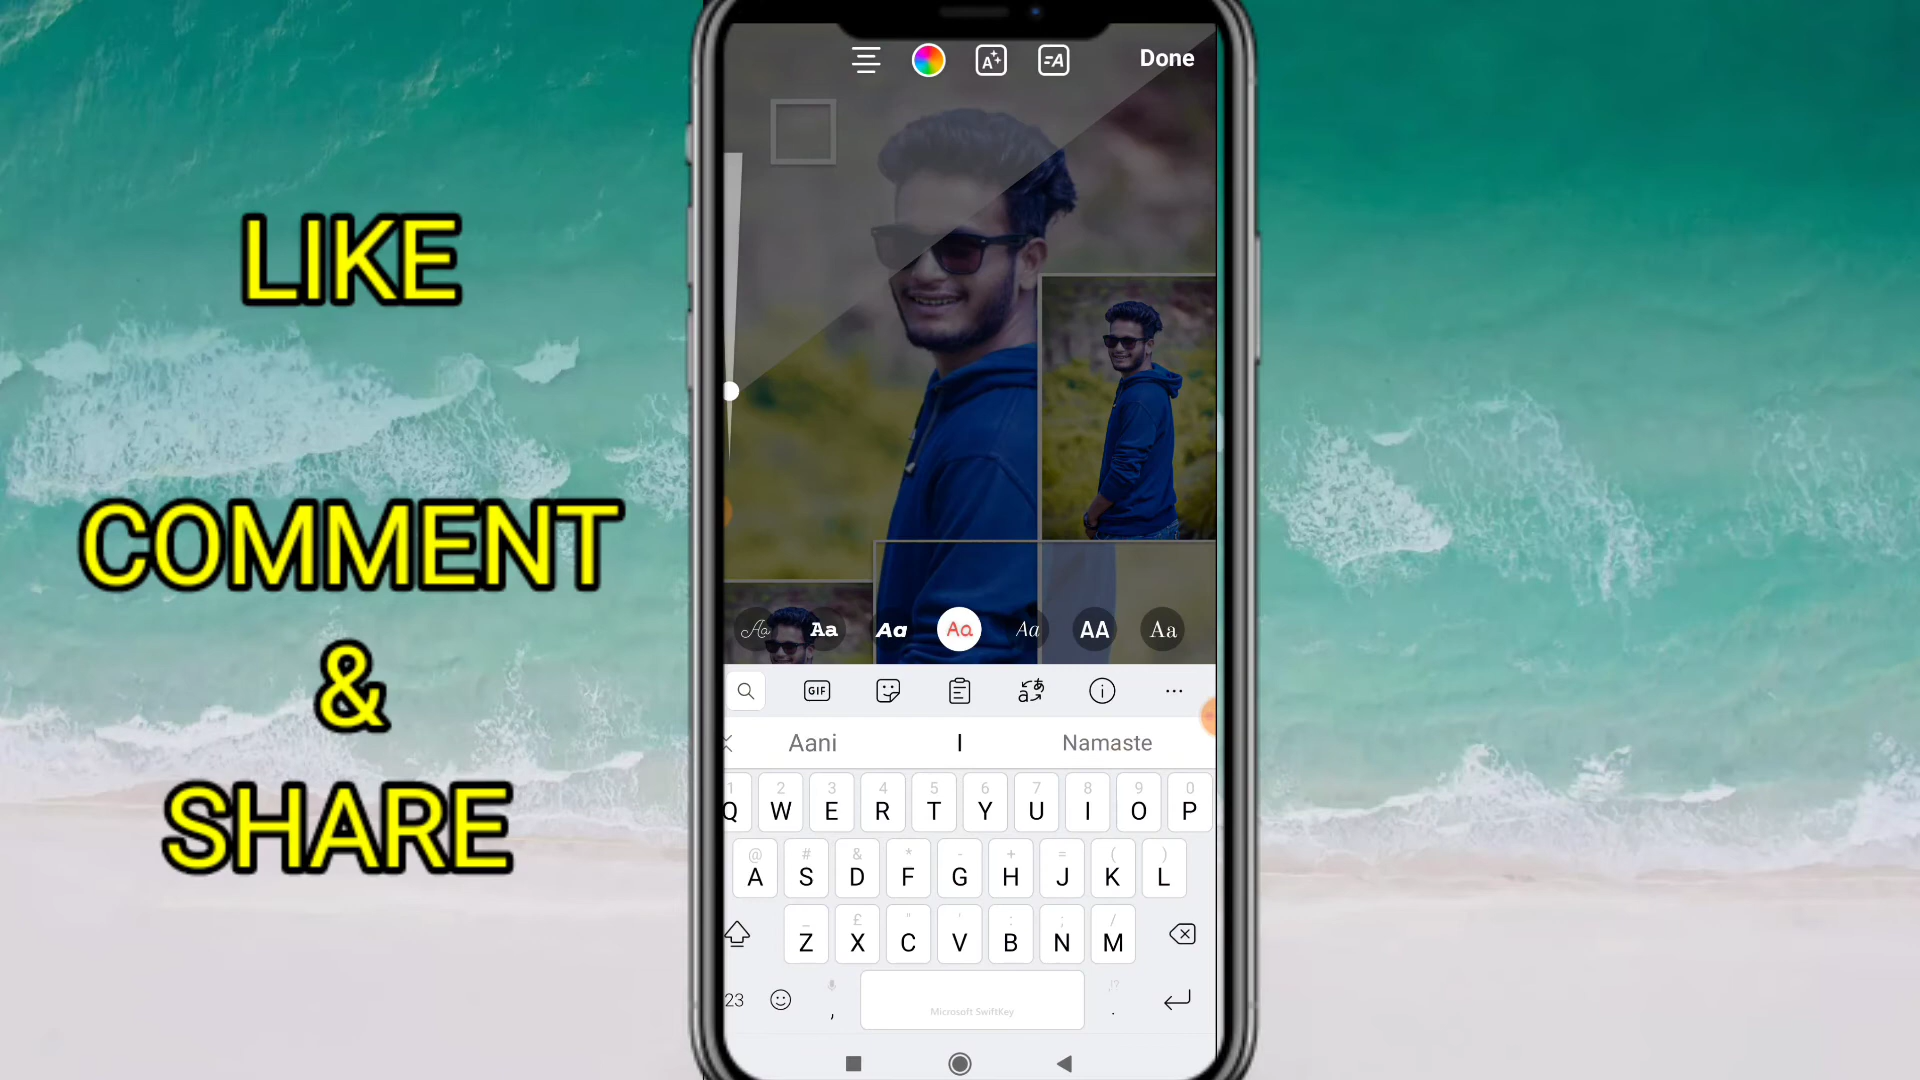 LIKE
COMMENT
&
SHARE
Done
Aa Aa Aa Aa Aa AA Aa
GIF
Aani I Namaste
1 2 3 4 5 6 7 8 9 0
Q W E R T Y U I O P
@ # & * - + = ( )
A S D F G H J K L
_ £ " ' : ; /
Z X C V B N M
23 , .
Microsoft SwiftKey